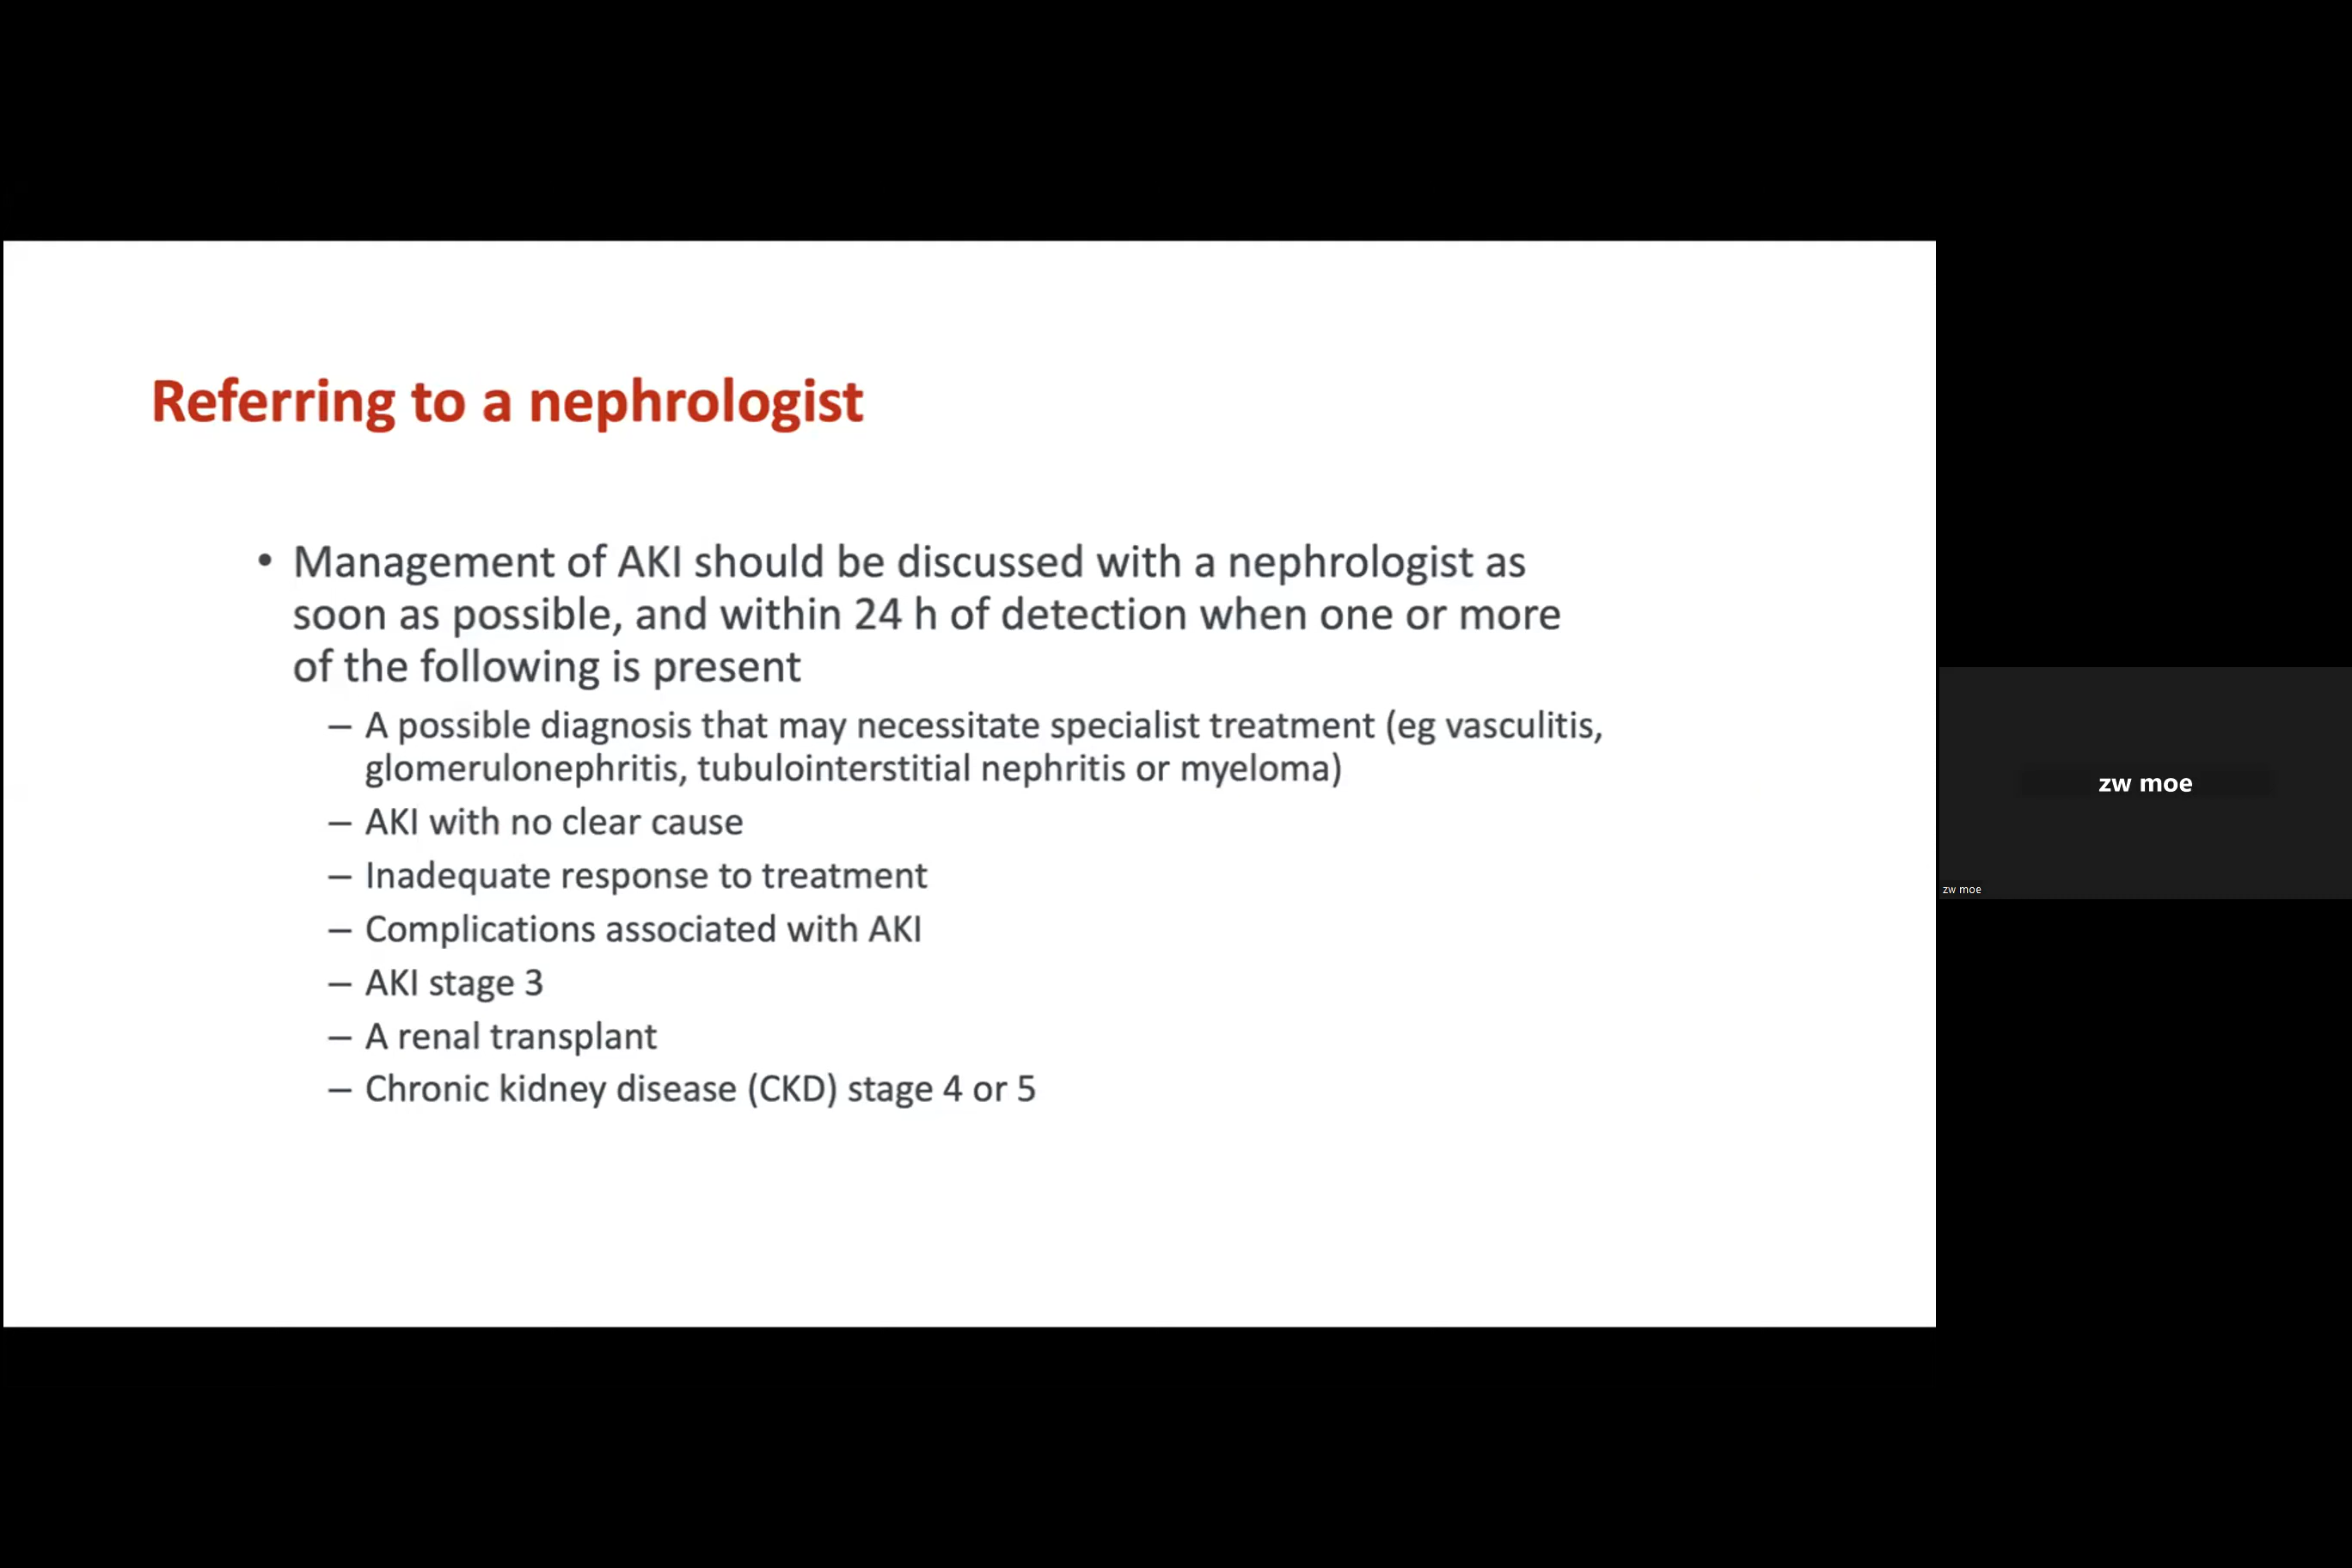 Referring to a nephrologist
• Management of AKI should be discussed with a nephrologist as
soon as possible, and within 24 h of detection when one or more
of the following is present
– A possible diagnosis that may necessitate specialist treatment (eg vasculitis,
glomerulonephritis, tubulointerstitial nephritis or myeloma)
– AKI with no clear cause
– Inadequate response to treatment
– Complications associated with AKI
– AKI stage 3
– A renal transplant
– Chronic kidney disease (CKD) stage 4 or 5
zw moe
zw moe